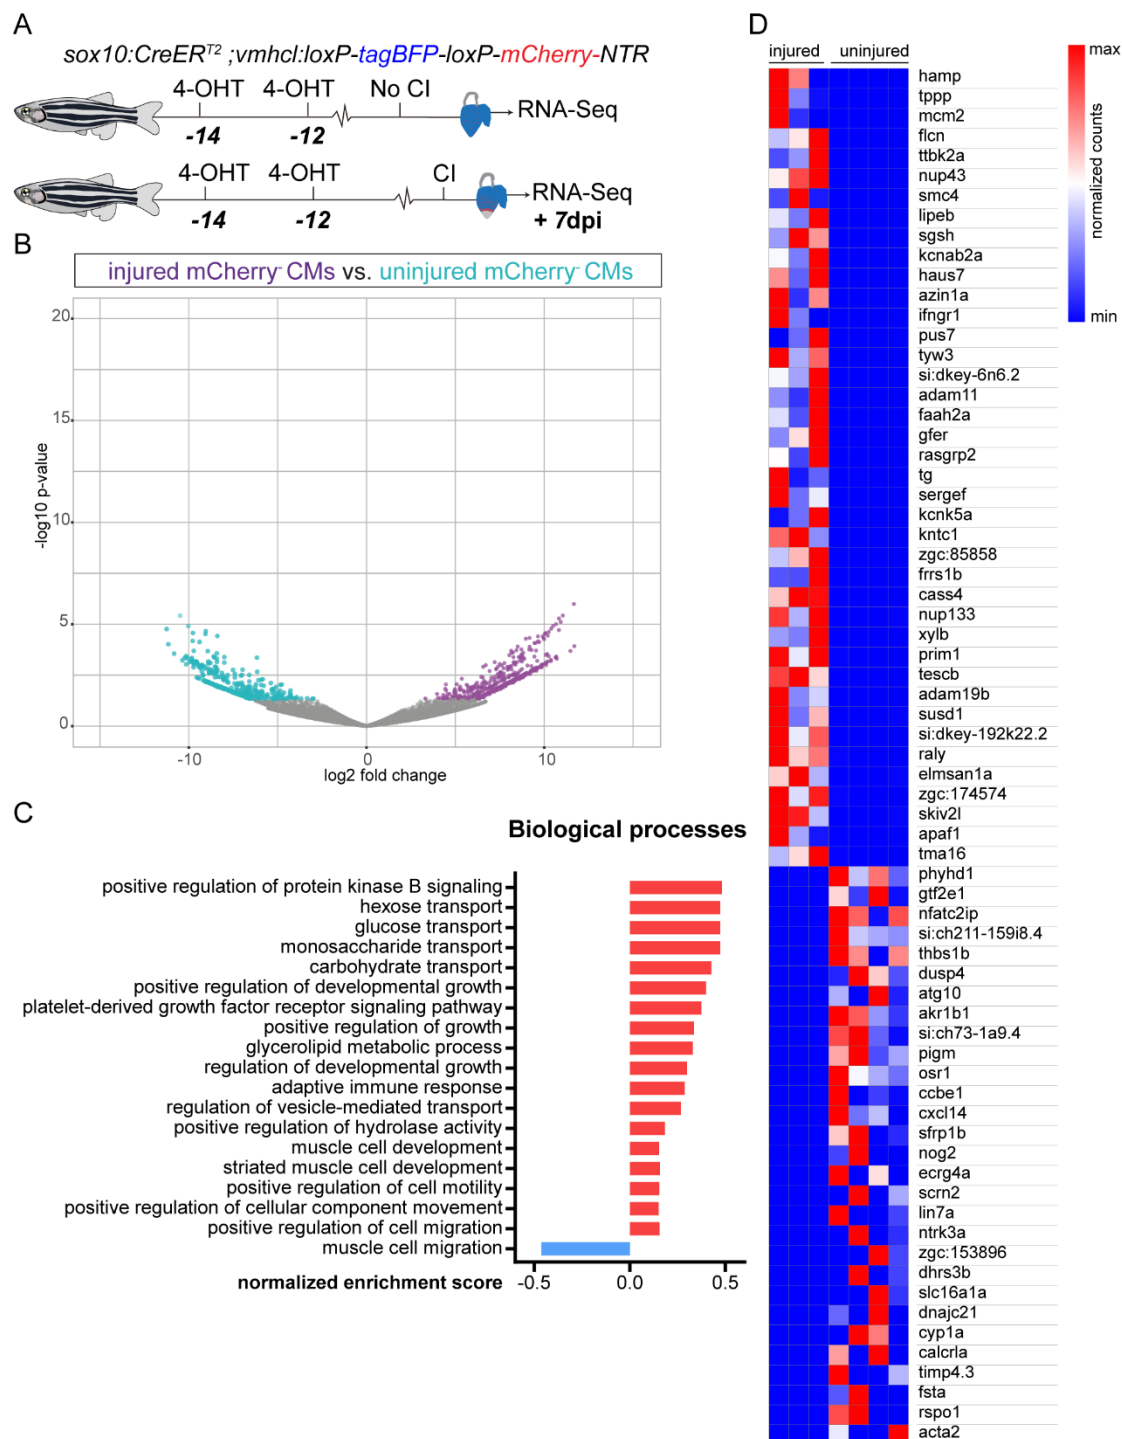 A
sox10:CreERT2 ;vmhcl:loxP-tagBFP-loxP-mCherry-NTR
4-OHT 4-OHT No CI
-14 -12
RNA-Seq
4-OHT 4-OHT CI
-14 -12
RNA-Seq
+ 7dpi
B
injured mCherry- CMs vs. uninjured mCherry- CMs
20
15
10
5
0
-log10 p-value
-10 0 10
log2 fold change
C
Biological processes
positive regulation of protein kinase B signaling
hexose transport
glucose transport
monosaccharide transport
carbohydrate transport
positive regulation of developmental growth
platelet-derived growth factor receptor signaling pathway
positive regulation of growth
glycerolipid metabolic process
regulation of developmental growth
adaptive immune response
regulation of vesicle-mediated transport
positive regulation of hydrolase activity
muscle cell development
striated muscle cell development
positive regulation of cell motility
positive regulation of cellular component movement
positive regulation of cell migration
muscle cell migration
normalized enrichment score
-0.5 0.0 0.5
D
injured uninjured
max
normalized counts
min
hamp
tppp
mcm2
flcn
ttbk2a
nup43
smc4
lipeb
sgsh
kcnab2a
haus7
azin1a
ifngr1
pus7
tyw3
si:dkey-6n6.2
adam11
faah2a
gfer
rasgrp2
tg
sergef
kcnk5a
kntc1
zgc:85858
frrs1b
cass4
nup133
xylb
prim1
tescb
adam19b
susd1
si:dkey-192k22.2
raly
elmsan1a
zgc:174574
skiv2l
apaf1
tma16
phyhd1
gtf2e1
nfatc2ip
si:ch211-159i8.4
thbs1b
dusp4
atg10
akr1b1
si:ch73-1a9.4
pigm
osr1
ccbe1
cxcl14
sfrp1b
nog2
ecrg4a
scrn2
lin7a
ntrk3a
zgc:153896
dhrs3b
slc16a1a
dnajc21
cyp1a
calcrla
timp4.3
fsta
rspo1
acta2